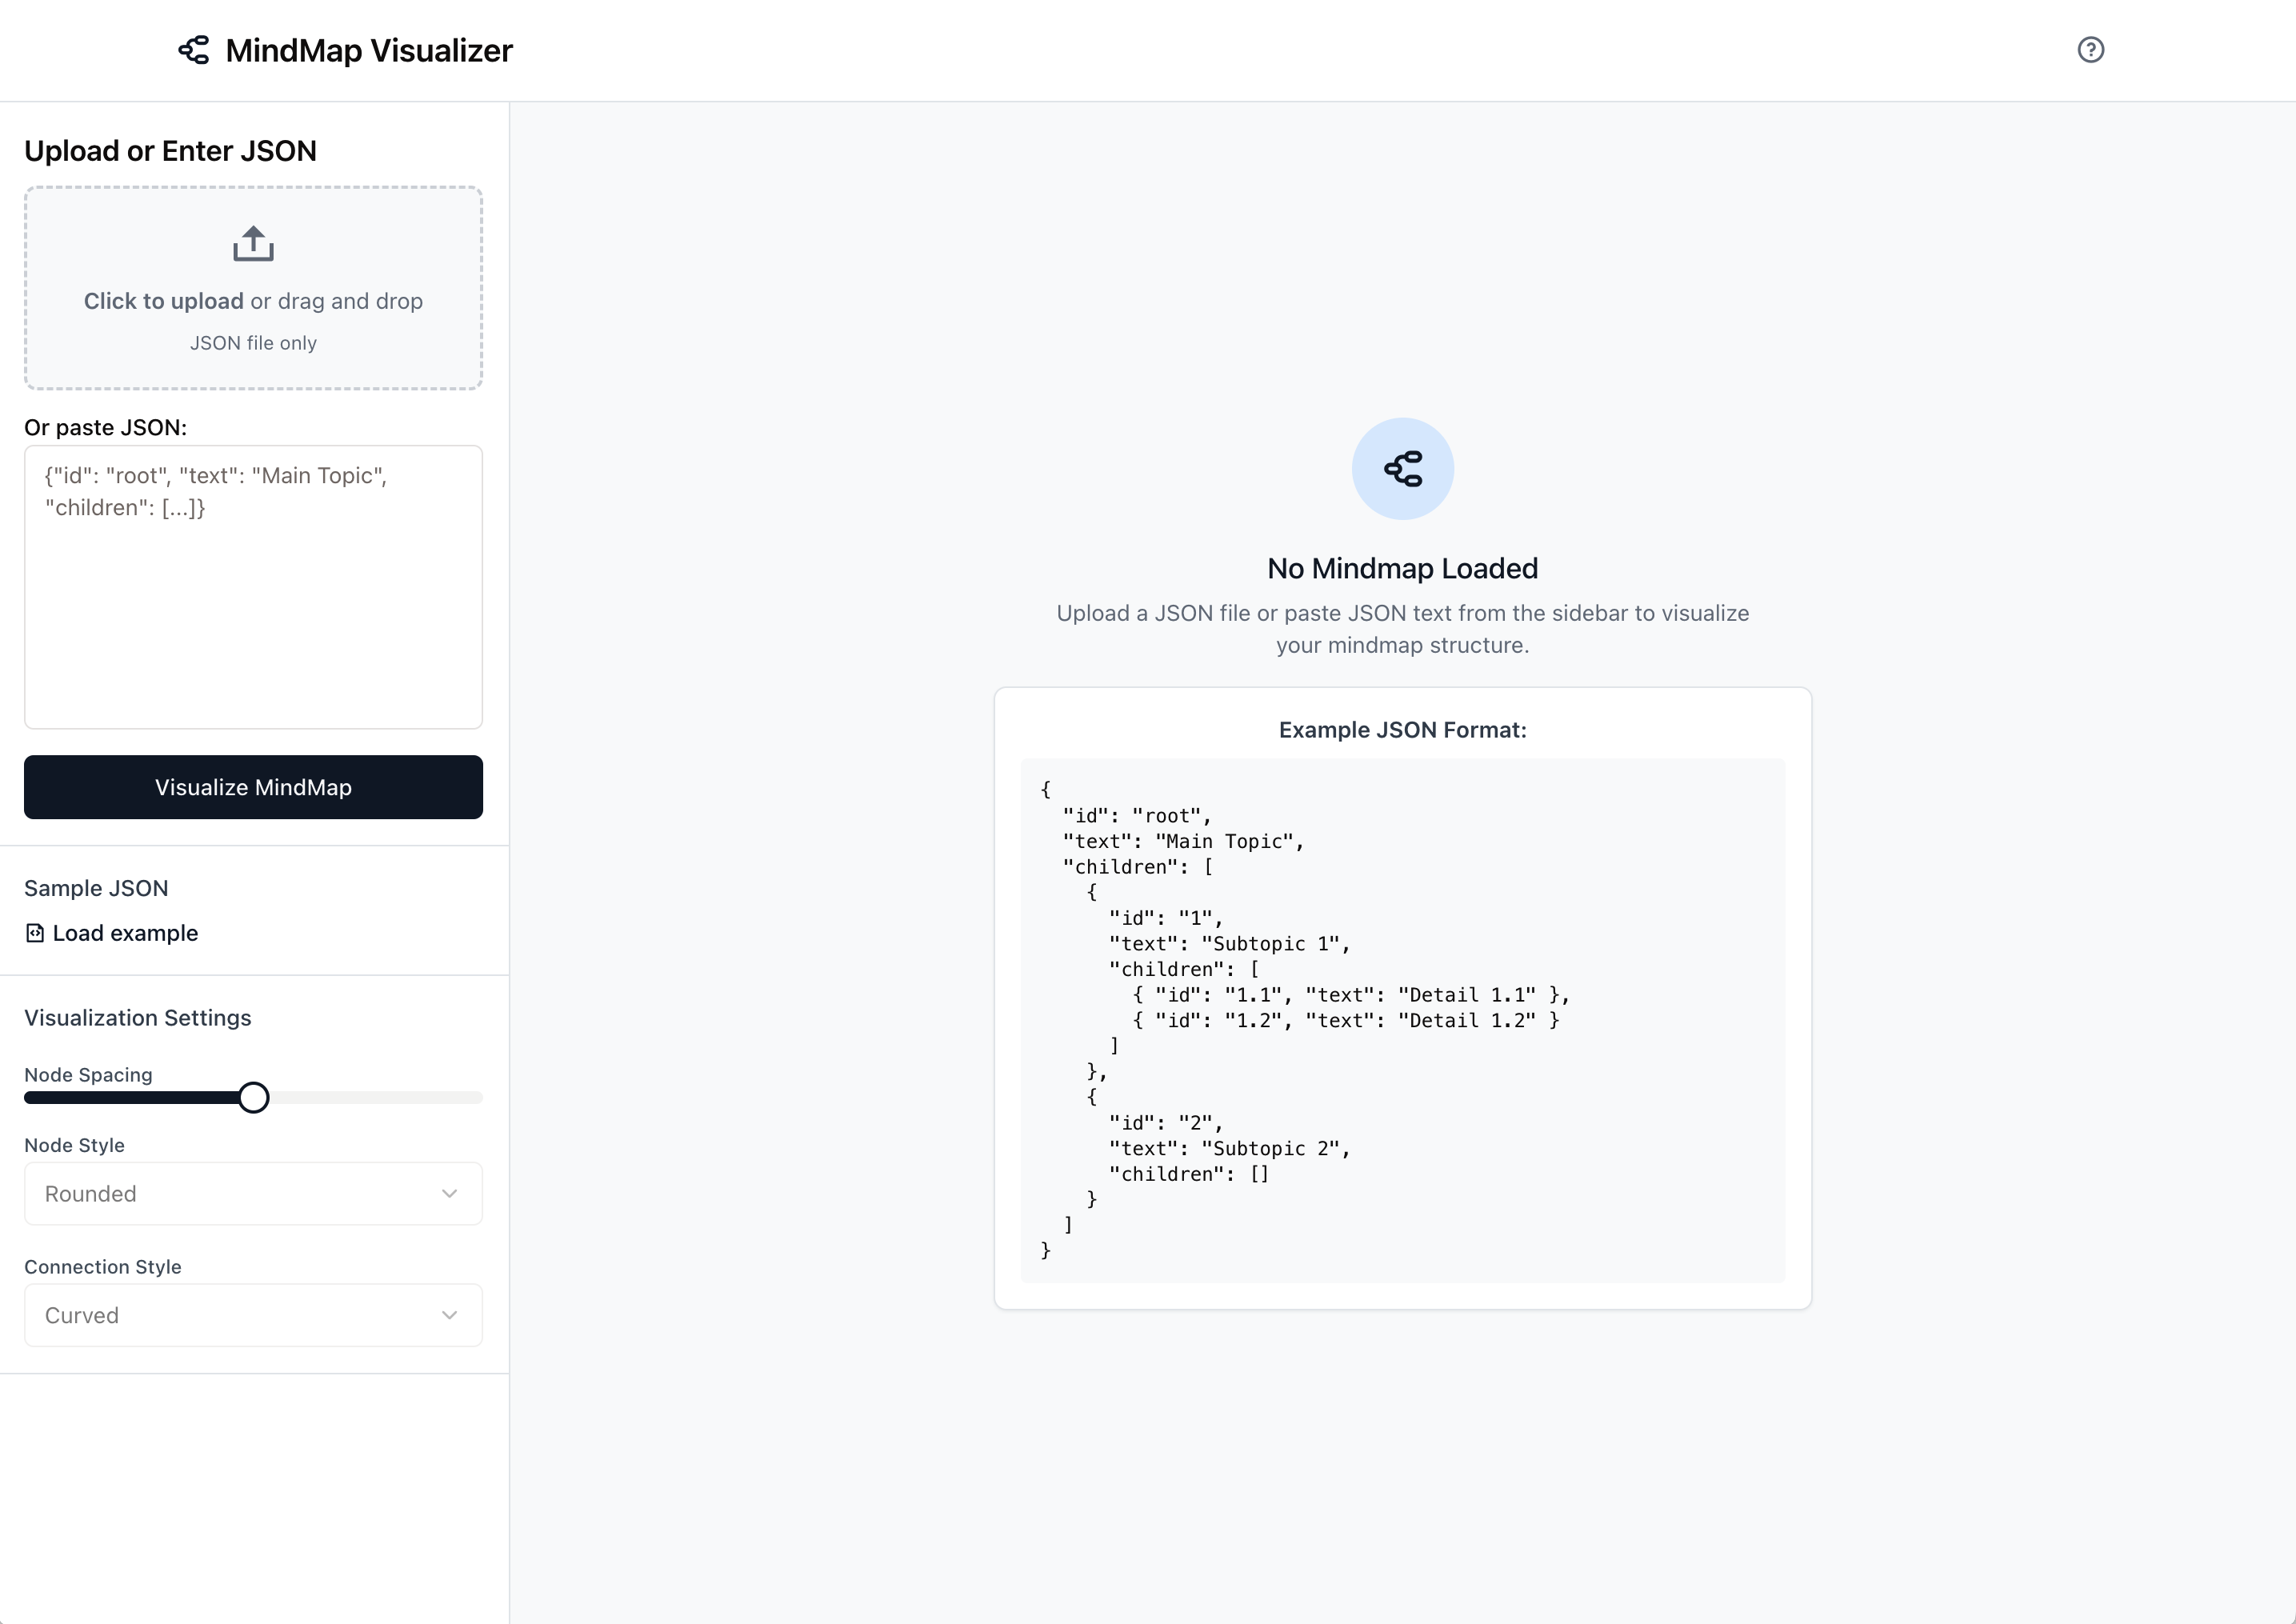 MindMap Visualizer
Upload or Enter JSON
Click to upload or drag and drop
JSON file only
Or paste JSON:
{"id": "root", "text": "Main Topic",
"children": [...]}
Visualize MindMap
Sample JSON
Load example
Visualization Settings
Node Spacing
Node Style
Rounded
Connection Style
Curved
No Mindmap Loaded
Upload a JSON file or paste JSON text from the sidebar to visualize
your mindmap structure.
Example JSON Format:
{
  "id": "root",
  "text": "Main Topic",
  "children": [
    {
      "id": "1",
      "text": "Subtopic 1",
      "children": [
        { "id": "1.1", "text": "Detail 1.1" },
        { "id": "1.2", "text": "Detail 1.2" }
      ]
    },
    {
      "id": "2",
      "text": "Subtopic 2",
      "children": []
    }
  ]
}